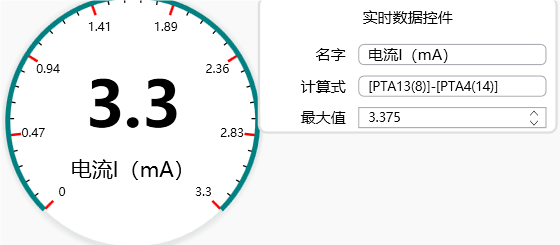 1.41
1.89
0.94
2.36
0.47
2.83
3.3
电流I（mA）
0
3.3
实时数据控件
名字 电流I（mA）
计算式 [PTA13(8)]-[PTA4(14)]
最大值 3.375